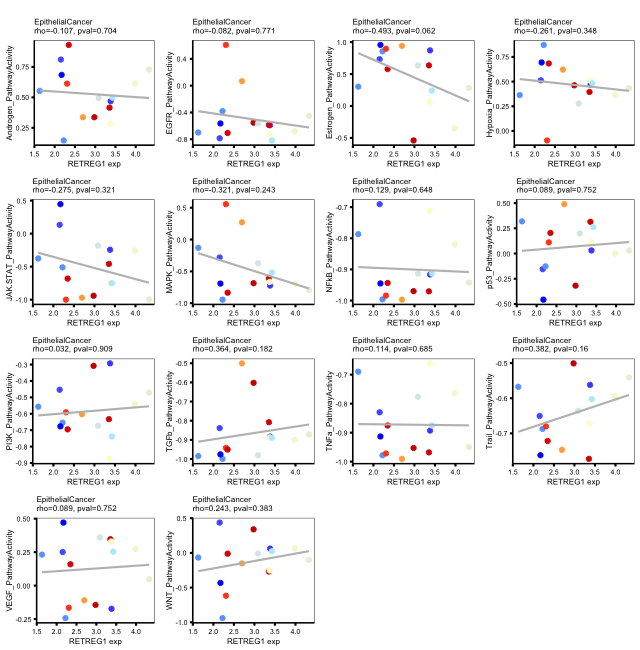 EpithelialCancer
rho=-0.107, pval=0.704
Androgen_PathwayActivity
0.75
0.50
0.25
1.5 2.0 2.5 3.0 3.5 4.0
RETREG1 exp
EpithelialCancer
rho=-0.082, pval=0.771
EGFR_PathwayActivity
0.5
0.0
-0.5
1.5 2.0 2.5 3.0 3.5 4.0
RETREG1 exp
EpithelialCancer
rho=-0.493, pval=0.062
Estrogen_PathwayActivity
1.0
0.5
0.0
-0.5
1.5 2.0 2.5 3.0 3.5 4.0
RETREG1 exp
EpithelialCancer
rho=-0.261, pval=0.348
Hypoxia_PathwayActivity
0.75
0.50
0.25
0.00
1.5 2.0 2.5 3.0 3.5 4.0
RETREG1 exp
EpithelialCancer
rho=-0.275, pval=0.321
JAK-STAT_PathwayActivity
0.5
0.0
-0.5
-1.0
1.5 2.0 2.5 3.0 3.5 4.0
RETREG1 exp
EpithelialCancer
rho=-0.321, pval=0.243
MAPK_PathwayActivity
0.5
0.0
-0.5
-1.0
1.5 2.0 2.5 3.0 3.5 4.0
RETREG1 exp
EpithelialCancer
rho=0.129, pval=0.648
NFkB_PathwayActivity
-0.7
-0.8
-0.9
-1.0
1.5 2.0 2.5 3.0 3.5 4.0
RETREG1 exp
EpithelialCancer
rho=0.089, pval=0.752
p53_PathwayActivity
0.50
0.25
0.00
-0.25
-0.50
1.5 2.0 2.5 3.0 3.5 4.0
RETREG1 exp
EpithelialCancer
rho=0.032, pval=0.909
PI3K_PathwayActivity
-0.3
-0.4
-0.5
-0.6
-0.7
-0.8
-0.9
1.5 2.0 2.5 3.0 3.5 4.0
RETREG1 exp
EpithelialCancer
rho=0.364, pval=0.182
TGFb_PathwayActivity
-0.5
-0.6
-0.7
-0.8
-0.9
-1.0
1.5 2.0 2.5 3.0 3.5 4.0
RETREG1 exp
EpithelialCancer
rho=0.114, pval=0.685
TNFa_PathwayActivity
-0.7
-0.8
-0.9
-1.0
1.5 2.0 2.5 3.0 3.5 4.0
RETREG1 exp
EpithelialCancer
rho=0.382, pval=0.16
Trail_PathwayActivity
-0.5
-0.6
-0.7
1.5 2.0 2.5 3.0 3.5 4.0
RETREG1 exp
EpithelialCancer
rho=0.089, pval=0.752
VEGF_PathwayActivity
0.50
0.25
0.00
-0.25
1.5 2.0 2.5 3.0 3.5 4.0
RETREG1 exp
EpithelialCancer
rho=0.243, pval=0.383
WNT_PathwayActivity
0.5
0.0
-0.5
-1.0
1.5 2.0 2.5 3.0 3.5 4.0
RETREG1 exp